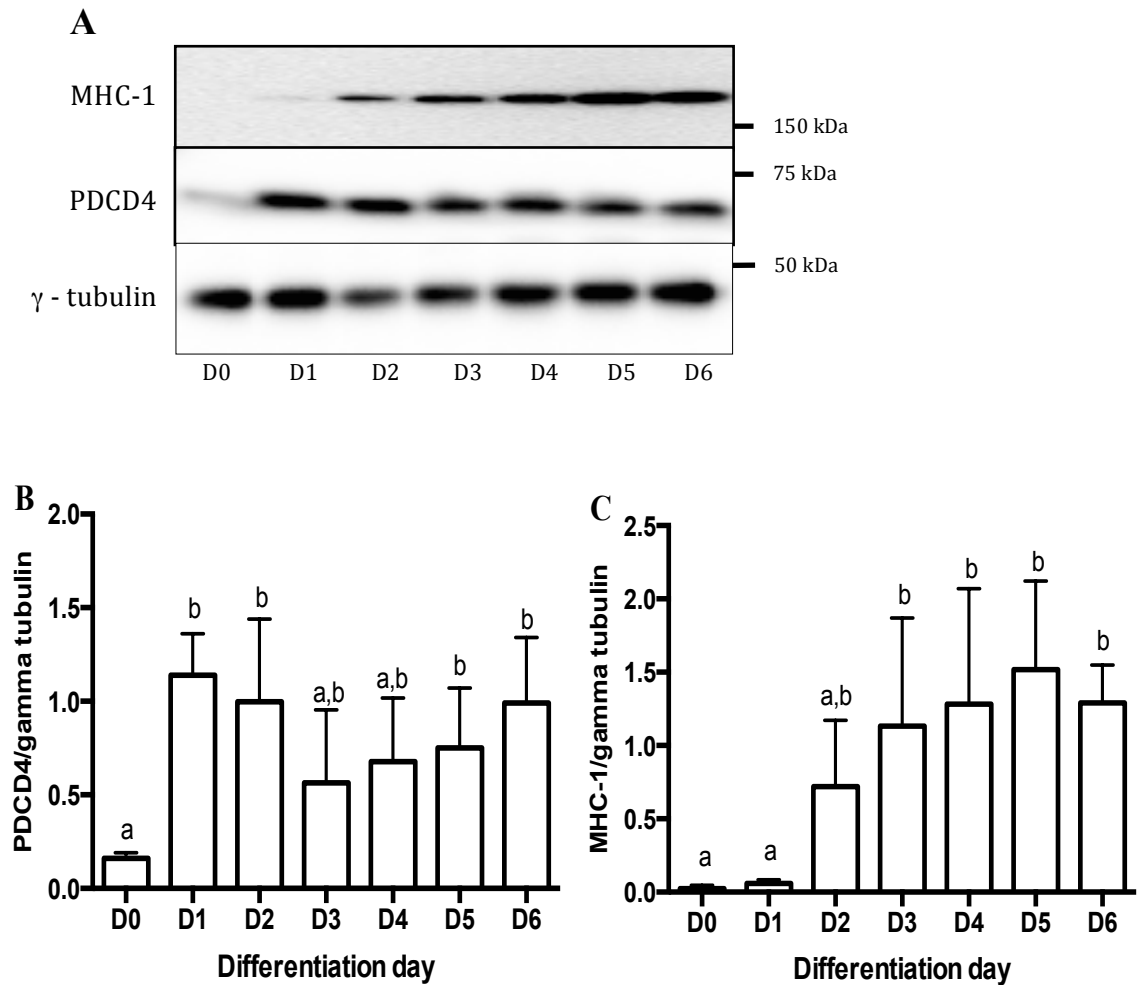 A
MHC-1
150 kDa
75 kDa
PDCD4
50 kDa
γ - tubulin
D0 D1 D2 D3 D4 D5 D6
B
PDCD4/gamma tubulin
2.0
1.5
1.0
0.5
0.0
a b b a,b a,b b b
D0 D1 D2 D3 D4 D5 D6
Differentiation day
C
MHC-1/gamma tubulin
2.5
2.0
1.5
1.0
0.5
0.0
a a a,b b b b b
D0 D1 D2 D3 D4 D5 D6
Differentiation day